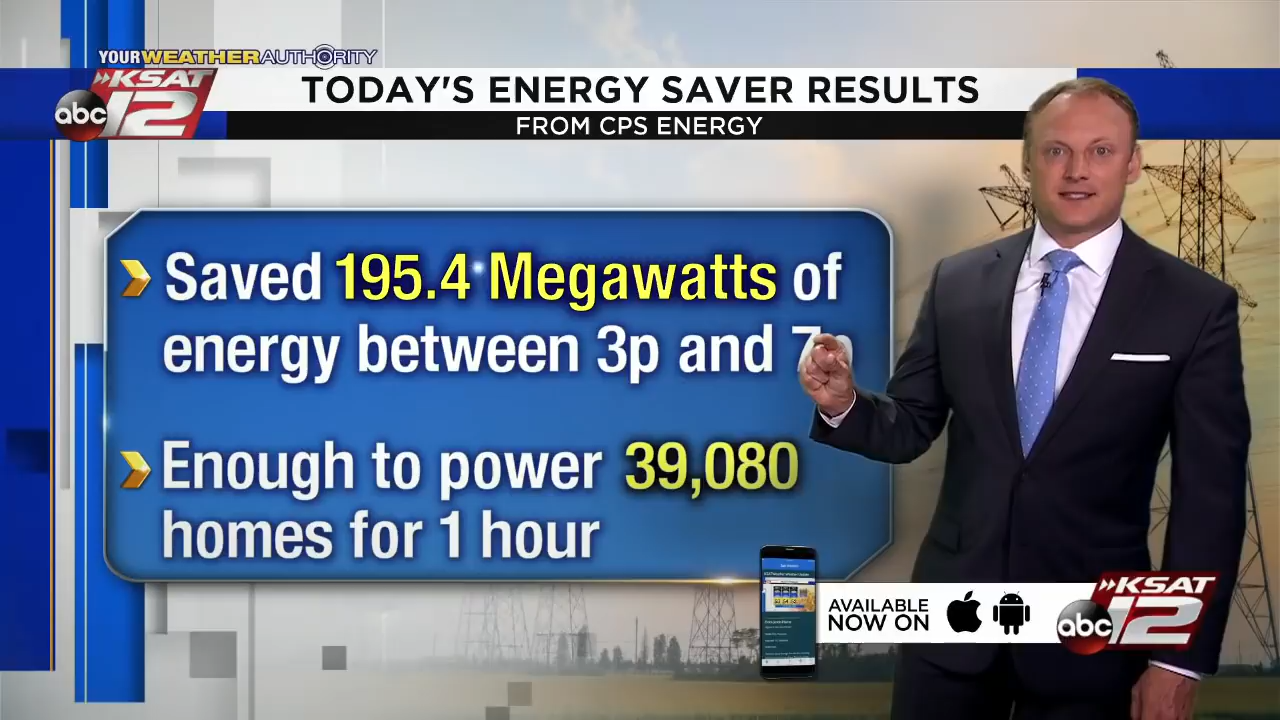 YOUR WEATHER AUTHORITY
KSAT
abc 12
TODAY'S ENERGY SAVER RESULTS
FROM CPS ENERGY
Saved 195.4 Megawatts of
energy between 3p and 7p
Enough to power 39,080
homes for 1 hour
AVAILABLE
NOW ON
KSAT
abc 12